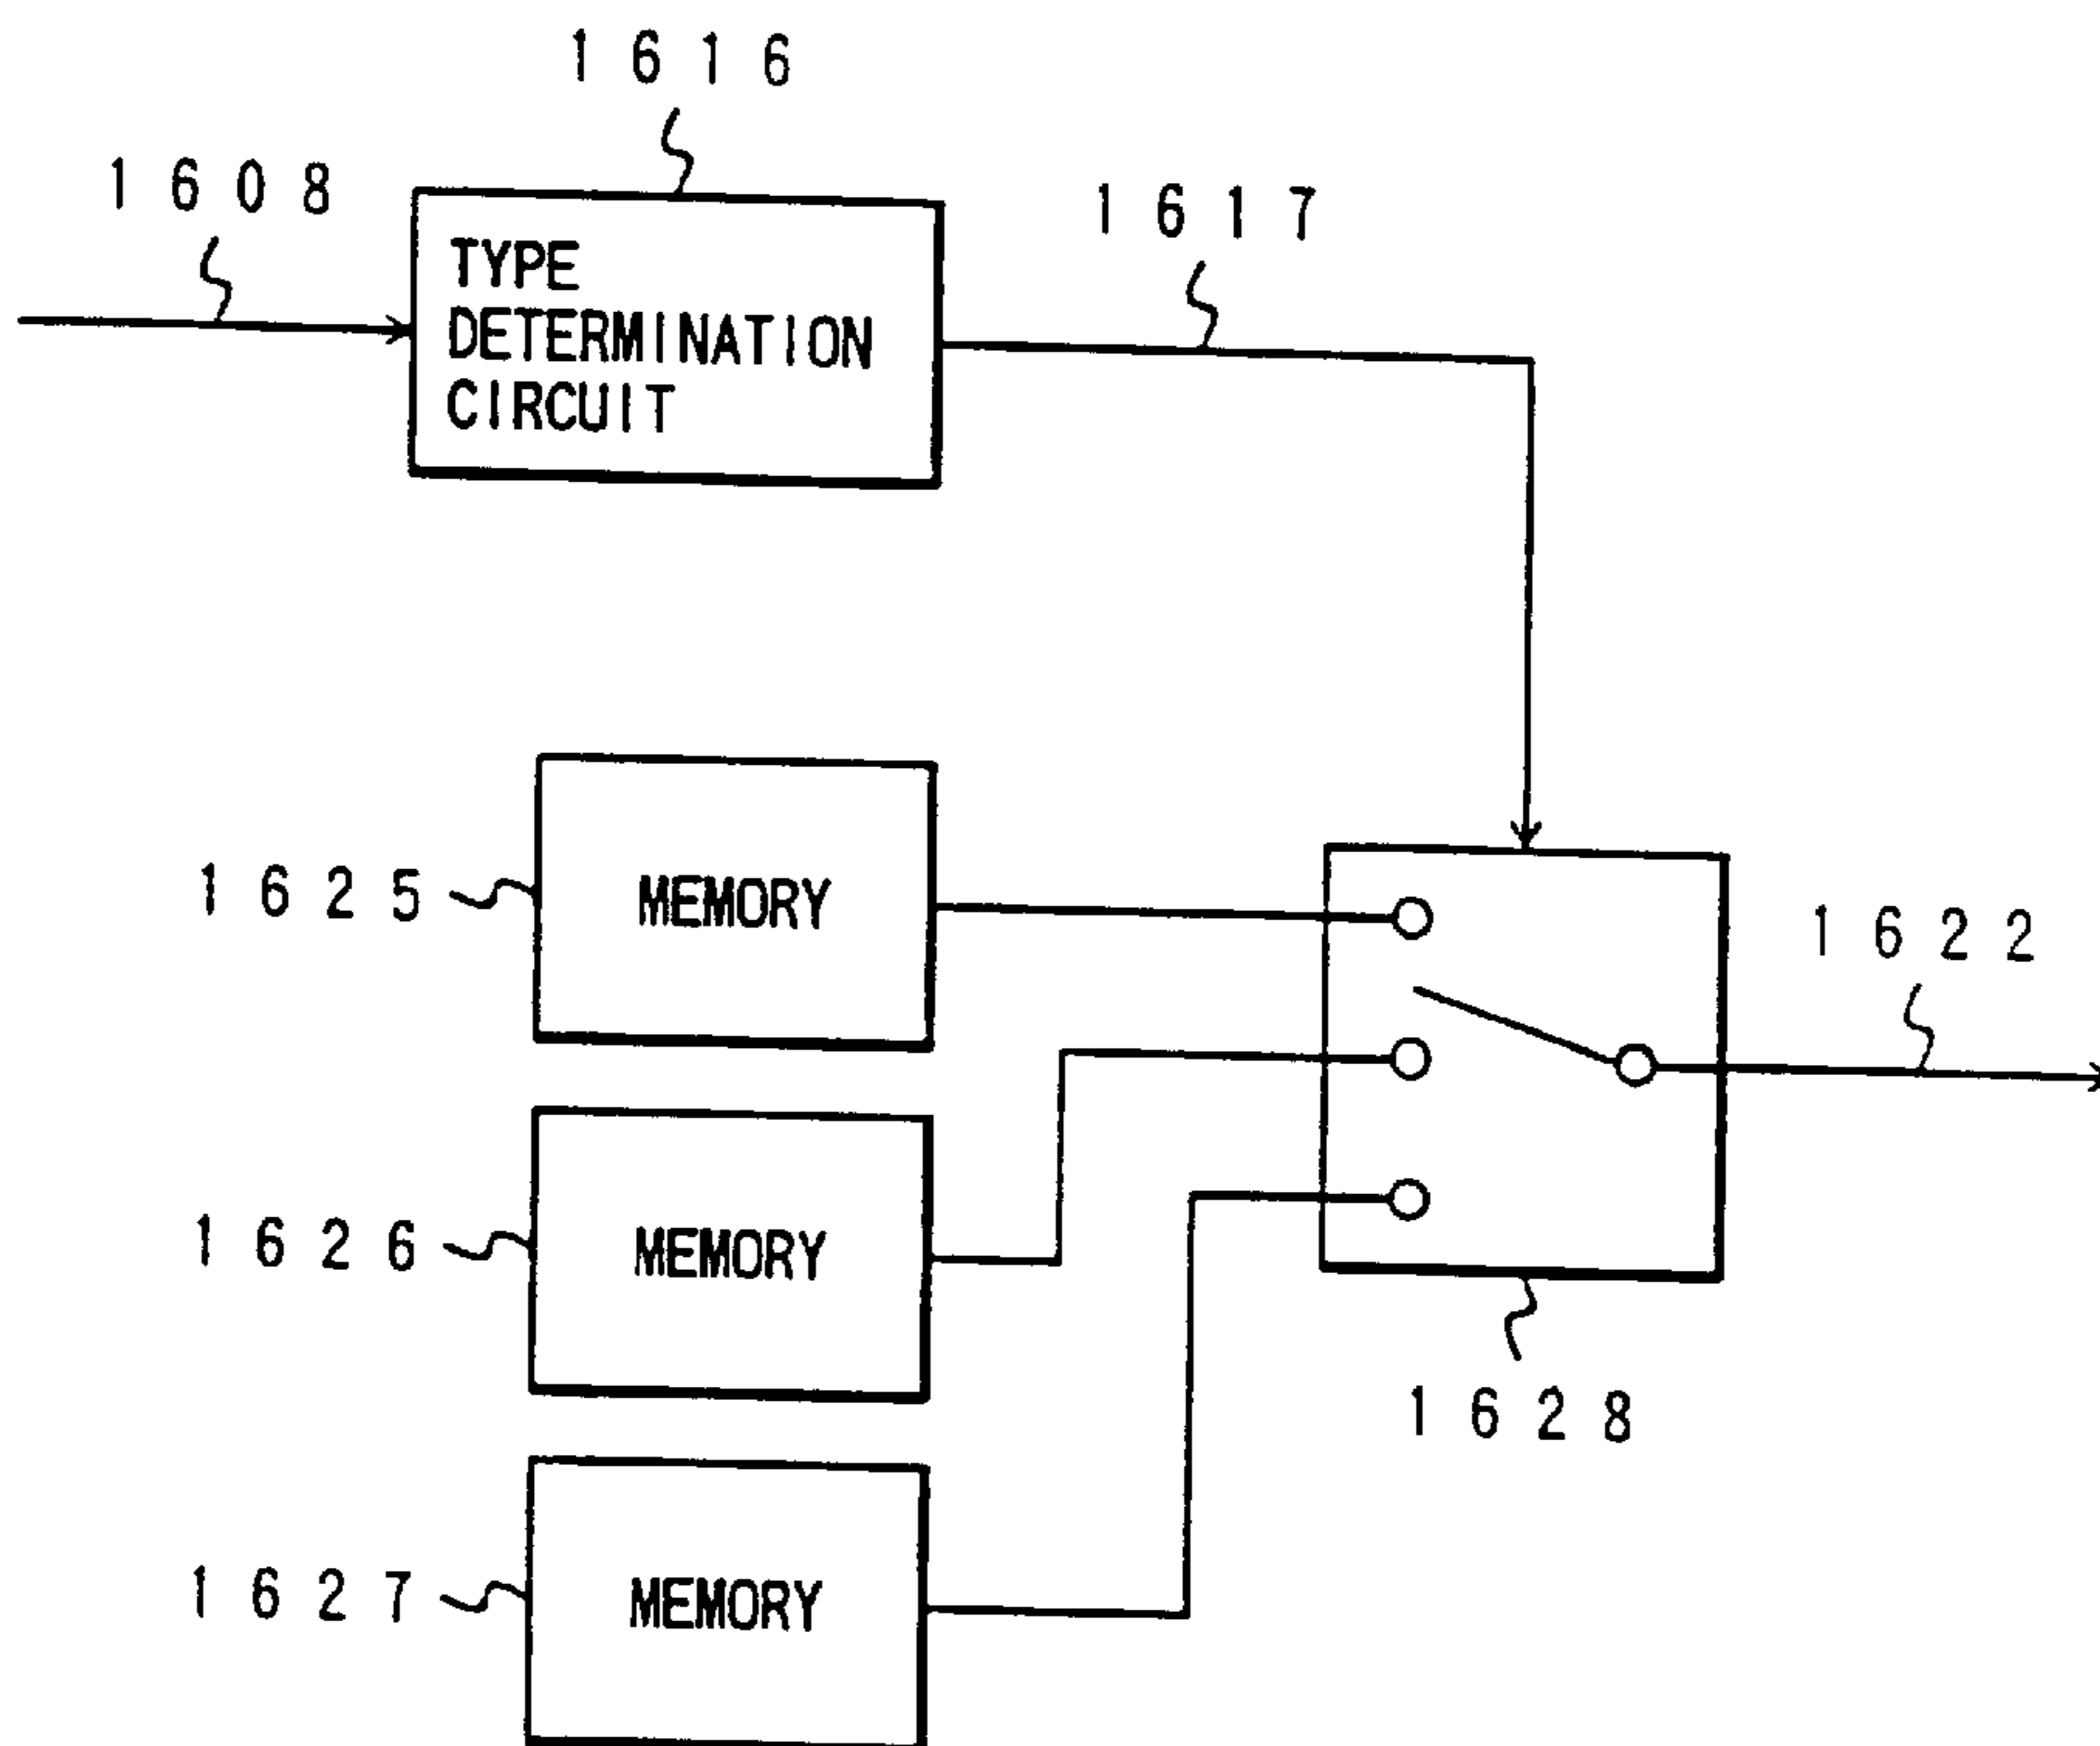 1616
1608
1617
TYPE
DETERMINATION
CIRCUIT
1625
MEMORY
1622
1626
MEMORY
1628
1627
MEMORY